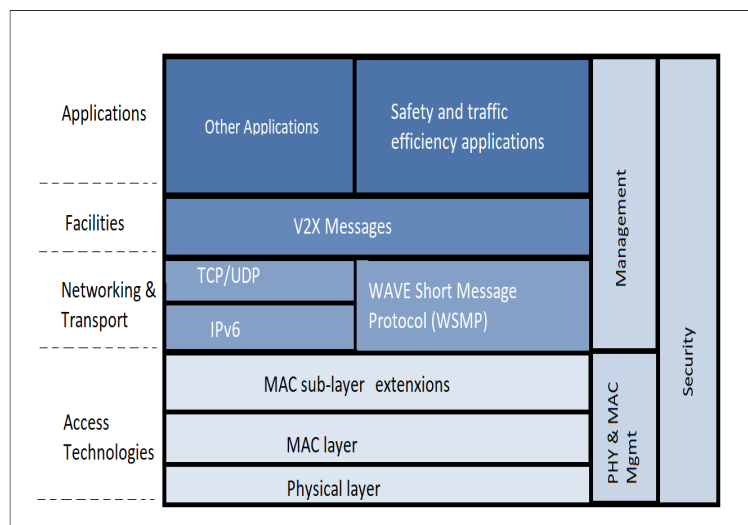 Applications
Other Applications
Safety and traffic
efficiency applications
Facilities
V2X Messages
Networking &
Transport
TCP/UDP
IPv6
WAVE Short Message
Protocol (WSMP)
Access
Technologies
MAC sub-layer extenxions
MAC layer
Physical layer
Management
PHY & MAC
Mgmt
Security